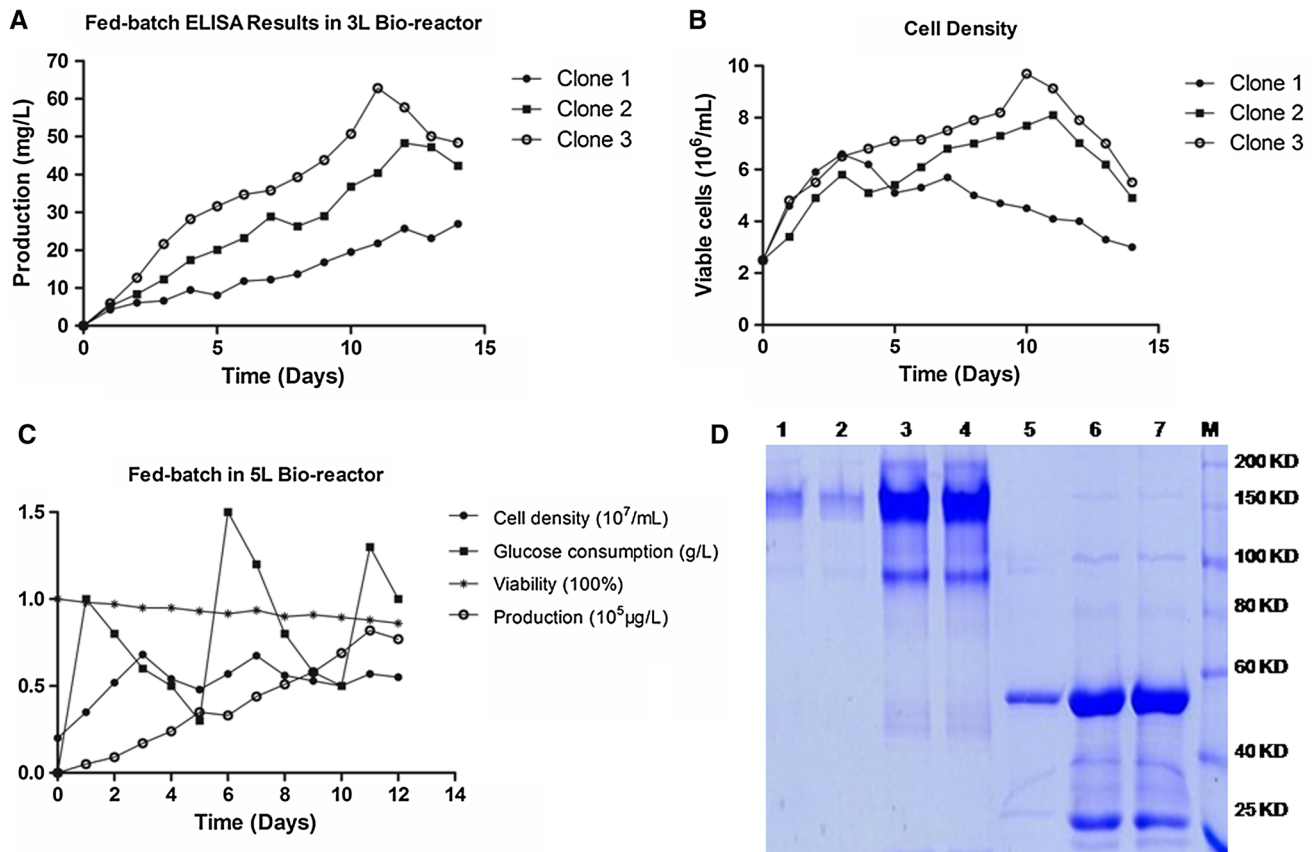 A
Fed-batch ELISA Results in 3L Bio-reactor
Production (mg/L)
70
60
50
40
30
20
10
0
0 5 10 15
Time (Days)
Clone 1
Clone 2
Clone 3
B
Cell Density
Viable cells (10⁶/mL)
10
8
6
4
2
0
0 5 10 15
Time (Days)
Clone 1
Clone 2
Clone 3
C
Fed-batch in 5L Bio-reactor
1.5
1.0
0.5
0.0
0 2 4 6 8 10 12 14
Time (Days)
Cell density (10⁷/mL)
Glucose consumption (g/L)
Viability (100%)
Production (10⁵µg/L)
D
1 2 3 4 5 6 7 M
200 KD
150 KD
100 KD
80 KD
60 KD
40 KD
25 KD